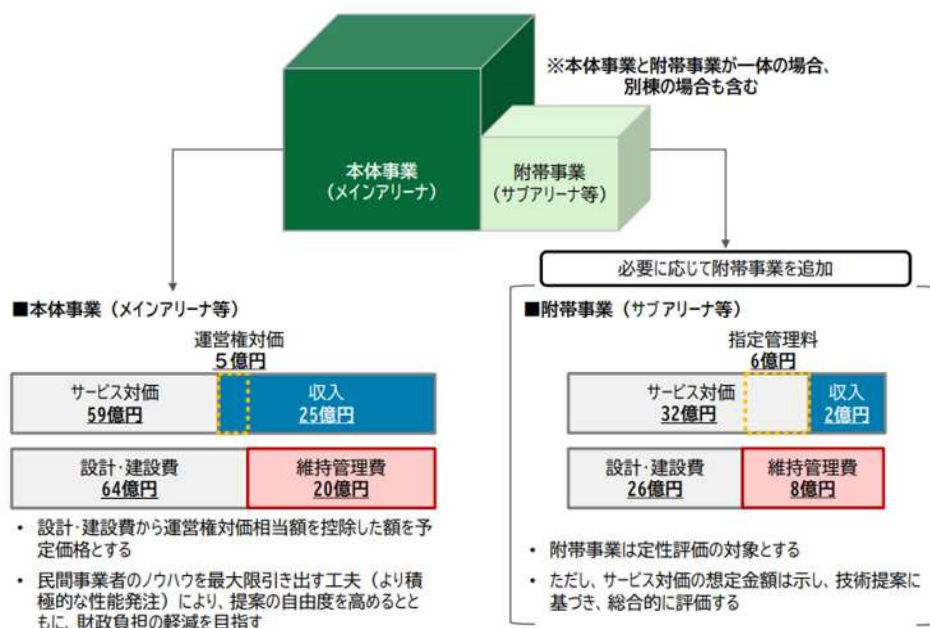 ※本体事業と附帯事業が一体の場合、
別棟の場合も含む
本体事業
（メインアリーナ）
附帯事業
（サブアリーナ等）
必要に応じて附帯事業を追加
■本体事業（メインアリーナ等）
運営権対価
５億円
サービス対価
59億円
収入
25億円
設計・建設費
64億円
維持管理費
20億円
• 設計・建設費から運営権対価相当額を控除した額を予
定価格とする
• 民間事業者のノウハウを最大限引き出す工夫（より積
極的な性能発注）により、提案の自由度を高めるとと
もに、財政負担の軽減を目指す
■附帯事業（サブアリーナ等）
指定管理料
6億円
サービス対価
32億円
収入
2億円
設計・建設費
26億円
維持管理費
8億円
• 附帯事業は定性評価の対象とする
• ただし、サービス対価の想定金額は示し、技術提案に
基づき、総合的に評価する